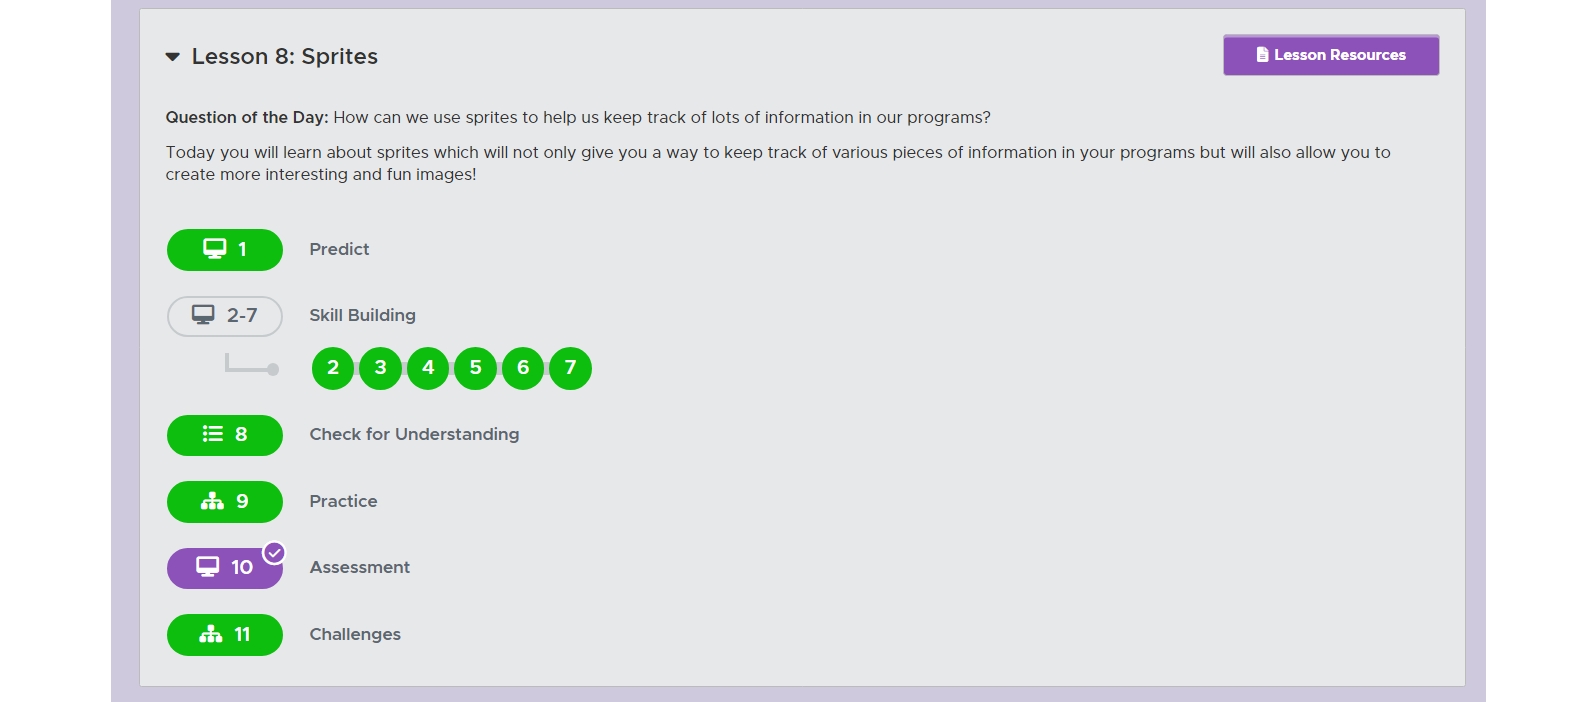 Lesson 8: Sprites
Lesson Resources
Question of the Day: How can we use sprites to help us keep track of lots of information in our programs?
Today you will learn about sprites which will not only give you a way to keep track of various pieces of information in your programs but will also allow you to
create more interesting and fun images!
1 Predict
2-7 Skill Building
2 3 4 5 6 7
8 Check for Understanding
9 Practice
10 Assessment
11 Challenges